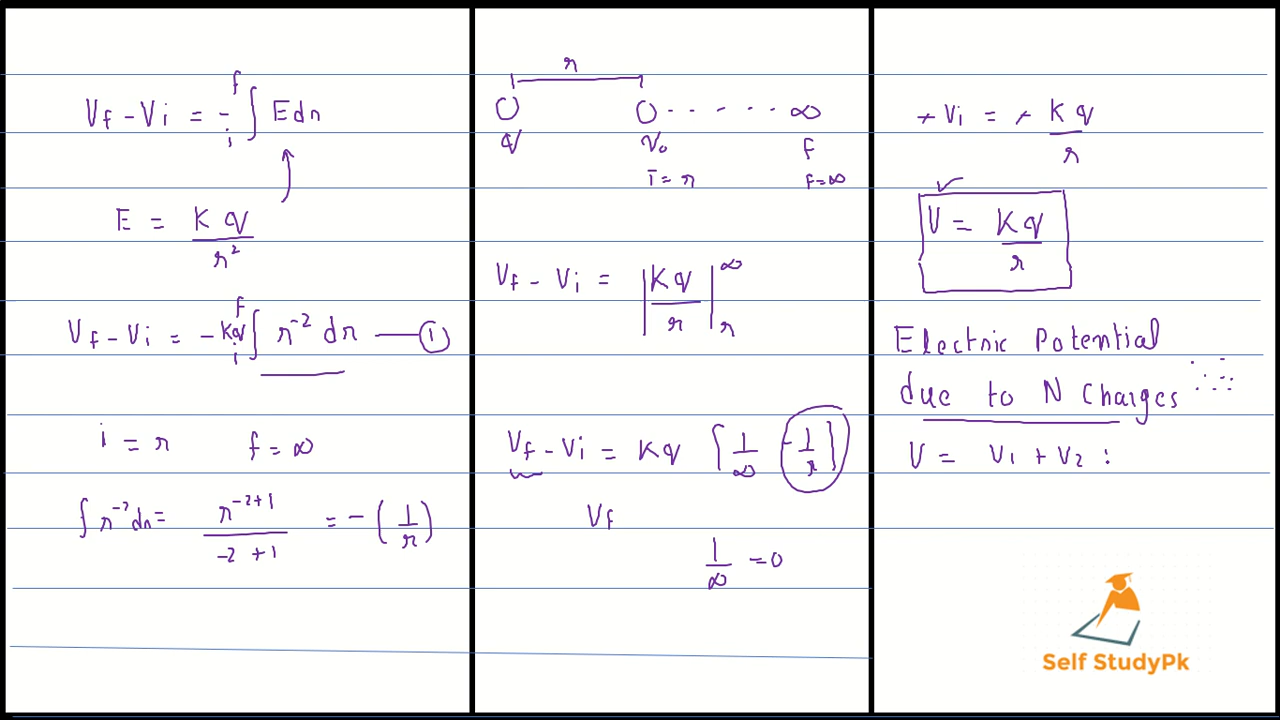 Vf - Vi = - i∫f E dr
E = Kq / r²
Vf - Vi = - Kq i∫f r⁻² dr —— ①
i = r f = ∞
∫ r⁻² dr = r⁻²⁺¹ / -2 + 1 = - (1/r)
r
q V₀ ∞
F
i = r F = ∞
Vf - Vi = |Kq / r|r^∞
Vf - Vi = Kq [1/∞ - 1/r]
Vf
1/∞ = 0
- Vi = - Kq / r
V = Kq / r
Electric Potential
due to N Charges
V = V₁ + V₂ :
Self StudyPk